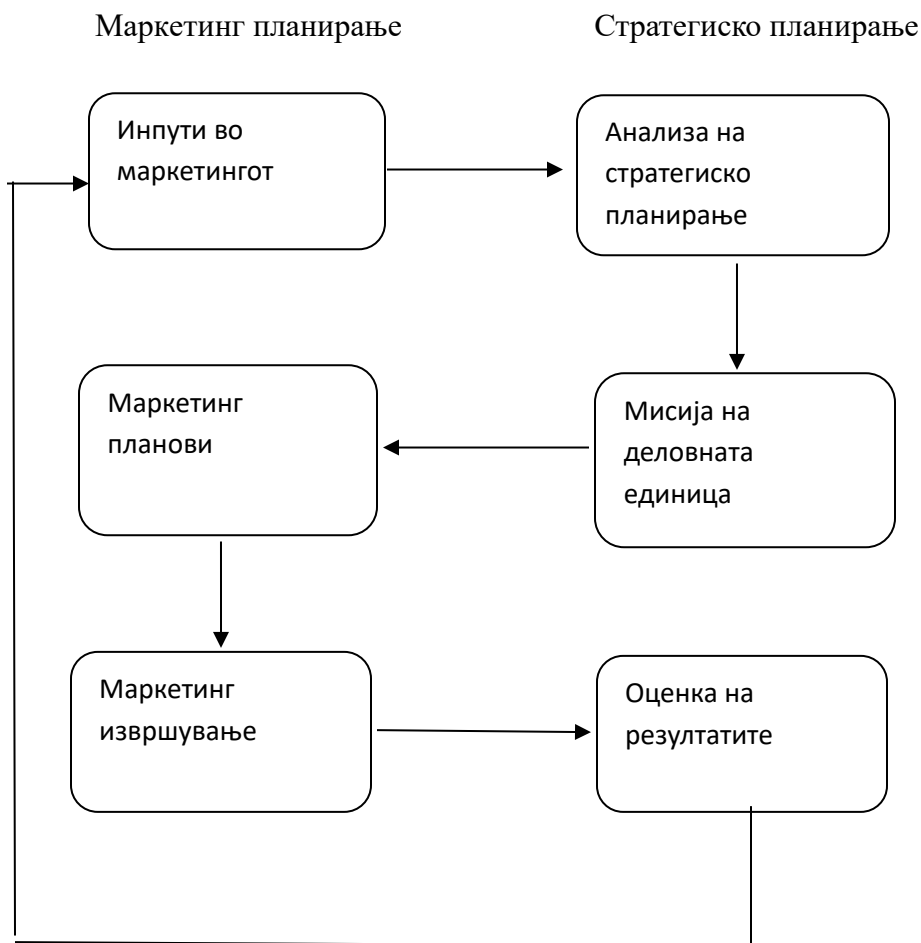 Маркетинг планирање
Стратегиско планирање
Инпути во
маркетингот
Анализа на
стратегиско
планирање
Маркетинг
планови
Мисија на
деловната
единица
Маркетинг
извршување
Оценка на
резултатите